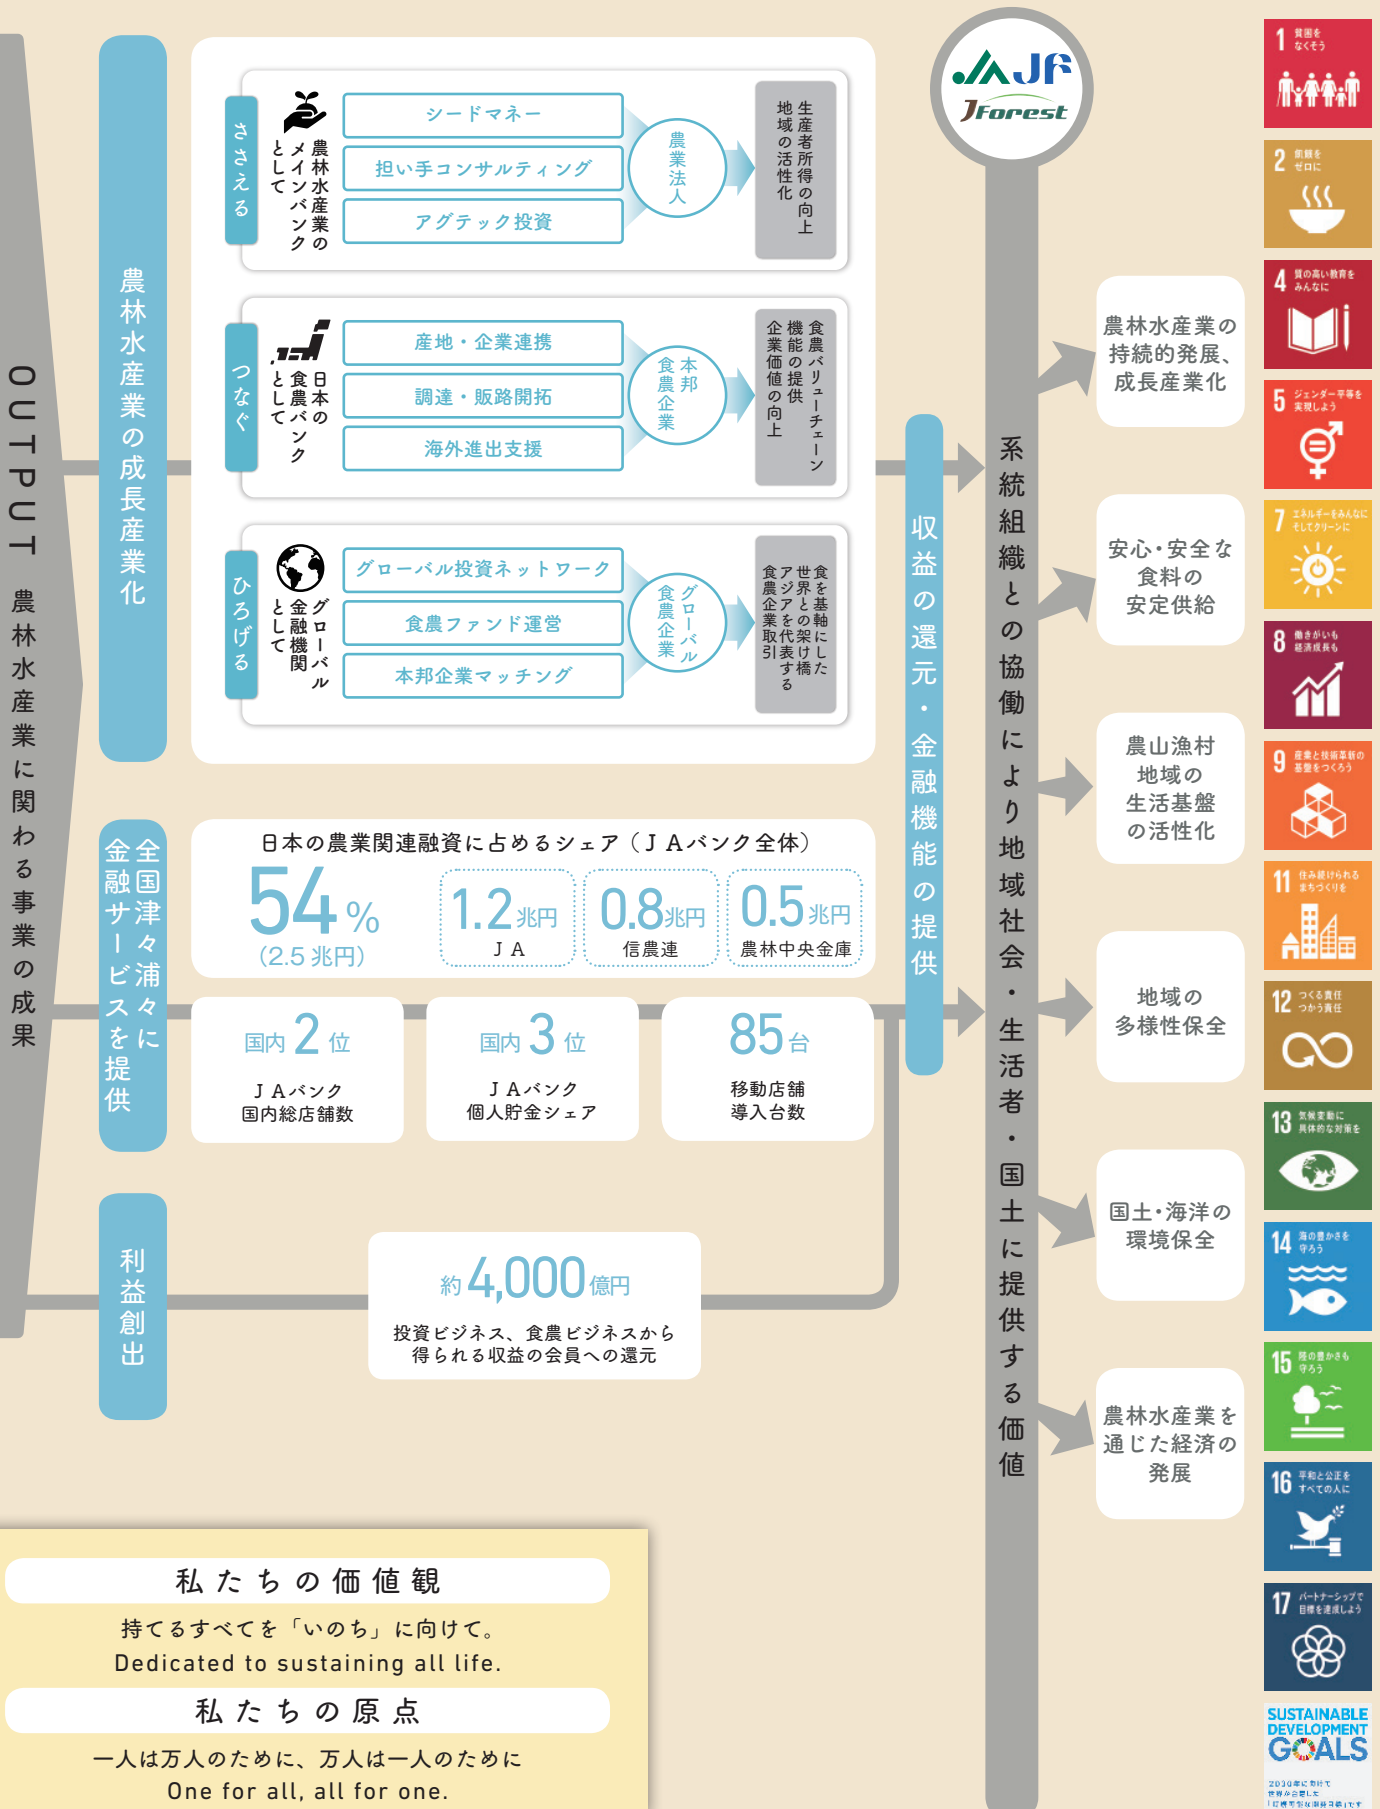 OUTPUT 農林水産業に関わる事業の成果
農林水産業の成長産業化
ささえる
農林水産業の
メインバンク
として
シードマネー
担い手コンサルティング
アグテック投資
農業法人
生産者所得の向上
地域の活性化
つなぐ
日本の
食農バンク
として
産地・企業連携
調達・販路開拓
海外進出支援
本邦
食農企業
食農バリューチェーン
機能の提供
企業価値の向上
ひろげる
グローバル
金融機関
として
グローバル投資ネットワーク
食農ファンド運営
本邦企業マッチング
グローバル
食農企業
食を基軸にした
世界との架け橋
アジアを代表する
食農企業取引
全国津々浦々に
金融サービスを提供
日本の農業関連融資に占めるシェア（ＪＡバンク全体）
54%
（2.5兆円）
1.2兆円
ＪＡ
0.8兆円
信農連
0.5兆円
農林中央金庫
国内2位
ＪＡバンク
国内総店舗数
国内3位
ＪＡバンク
個人貯金シェア
85台
移動店舗
導入台数
利益創出
約4,000億円
投資ビジネス、食農ビジネスから
得られる収益の会員への還元
収益の還元・金融機能の提供
JA JF
JForest
系統組織との協働により地域社会・生活者・国土に提供する価値
農林水産業の
持続的発展、
成長産業化
安心・安全な
食料の
安定供給
農山漁村
地域の
生活基盤
の活性化
地域の
多様性保全
国土・海洋の
環境保全
農林水産業を
通じた経済の
発展
1 貧困を
なくそう
2 飢餓を
ゼロに
4 質の高い教育を
みんなに
5 ジェンダー平等を
実現しよう
7 エネルギーをみんなに
そしてクリーンに
8 働きがいも
経済成長も
9 産業と技術革新の
基盤をつくろう
11 住み続けられる
まちづくりを
12 つくる責任
つかう責任
13 気候変動に
具体的な対策を
14 海の豊かさを
守ろう
15 陸の豊かさも
守ろう
16 平和と公正を
すべての人に
17 パートナーシップで
目標を達成しよう
SUSTAINABLE
DEVELOPMENT
GOALS
2030年に向けて
世界が合意した
「持続可能な開発目標」です
私たちの価値観
持てるすべてを「いのち」に向けて。
Dedicated to sustaining all life.
私たちの原点
一人は万人のために、万人は一人のために
One for all, all for one.